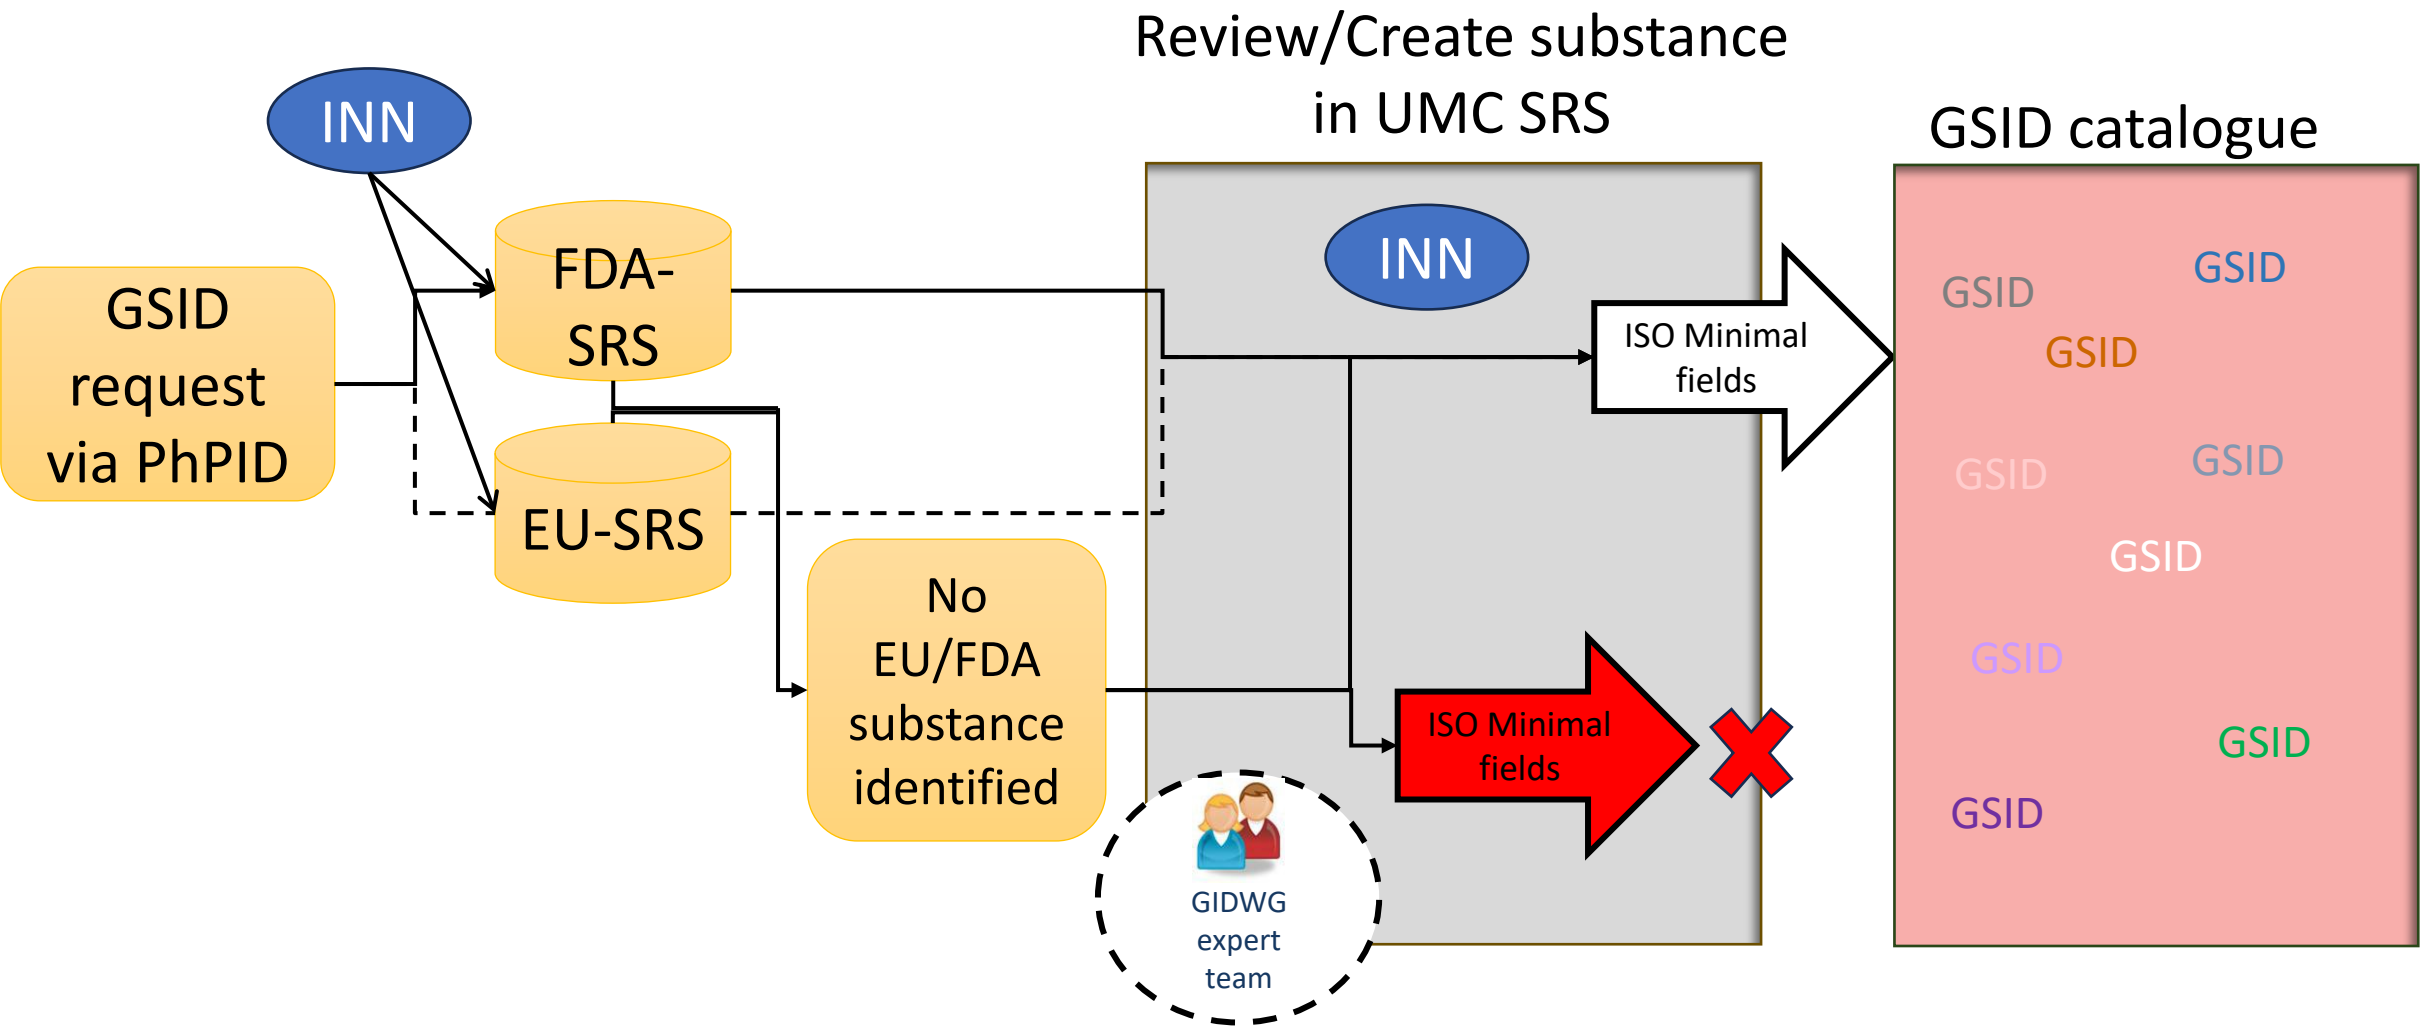 Review/Create substance
in UMC SRS
GSID catalogue
INN
GSID
request
via PhPID
FDA-
SRS
EU-SRS
No
EU/FDA
substance
identified
INN
ISO Minimal
fields
ISO Minimal
fields
GIDWG
expert
team
GSID
GSID
GSID
GSID
GSID
GSID
GSID
GSID
GSID